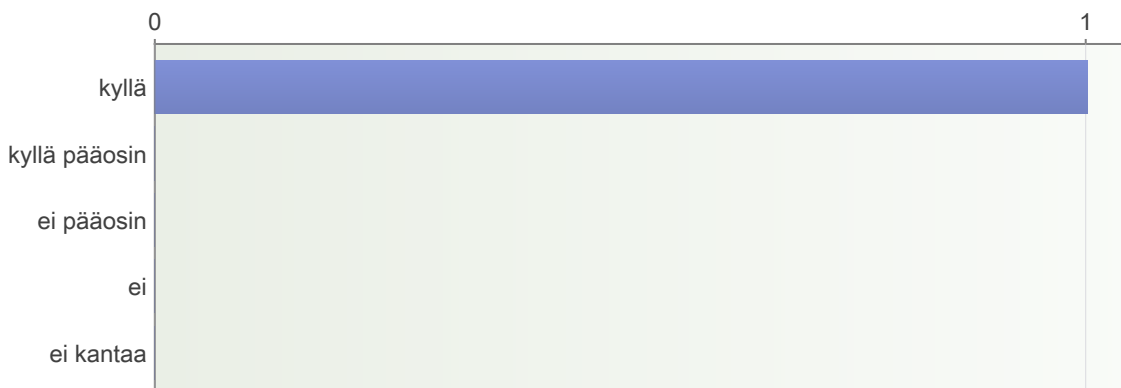 0 1
kyllä
kyllä pääosin
ei pääosin
ei
ei kantaa